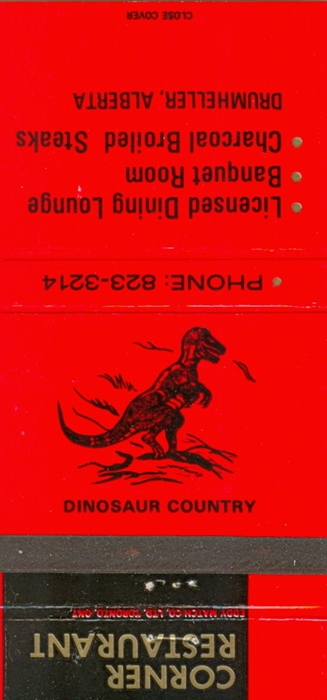 CLOSE COVER
DRUMHELLER, ALBERTA
• Charcoal Broiled Steaks
• Banquet Room
• Licensed Dining Lounge
• PHONE: 823-3214
DINOSAUR COUNTRY
EDDY MATCH CO. LTD. TORONTO, ONT.
CORNER
RESTAURANT